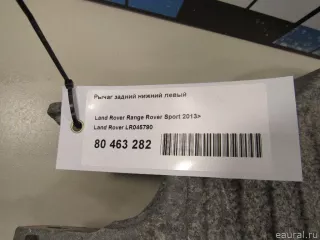 Рычаг задний нижний левый
Land Rover Range Rover Sport 2013>
Land Rover LR045790
80 463 282
eaural.ru©